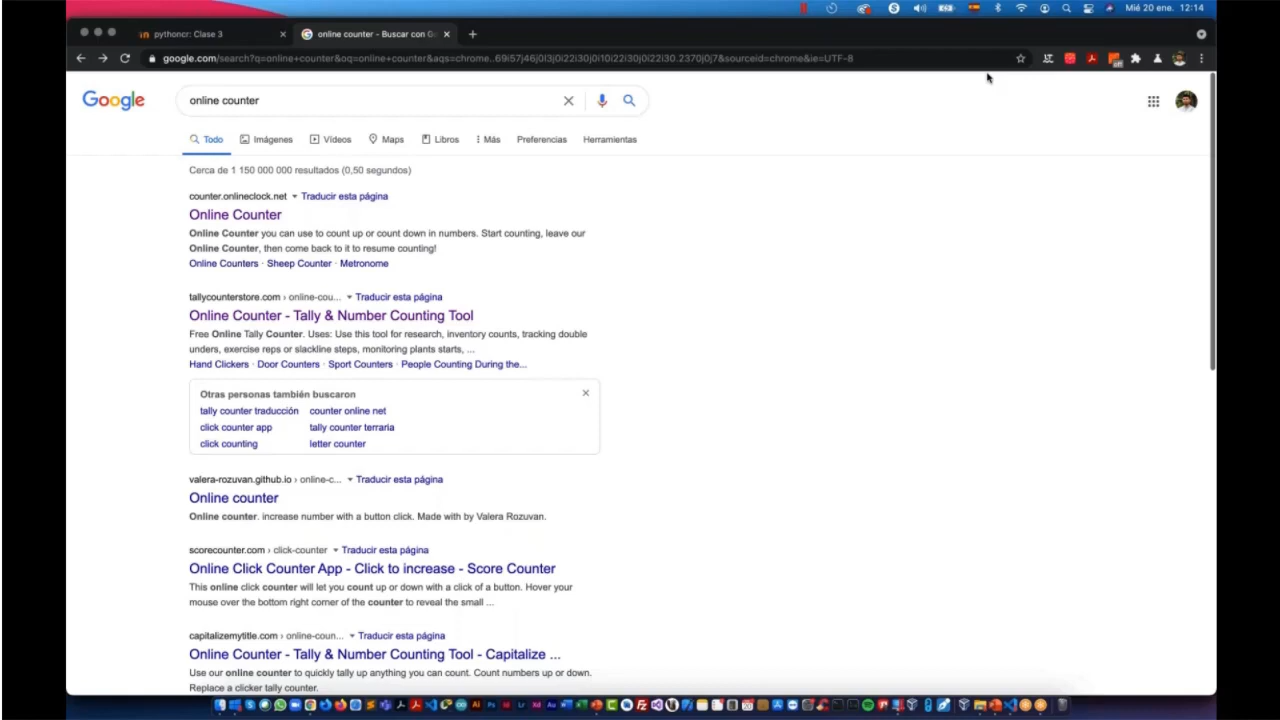 Mié 20 ene. 12:14
pythoncr: Clase 3
online counter - Buscar con Go
google.com/search?q=online+counter&oq=online+counter&aqs=chrome..69i57j46j0l3j0i22i30j0i10i22i30j0i22i30.2370j0j7&sourceid=chrome&ie=UTF-8
Google
online counter
Todo Imágenes Vídeos Maps Libros Más Preferencias Herramientas
Cerca de 1 150 000 000 resultados (0,50 segundos)
counter.onlineclock.net Traducir esta página
Online Counter
Online Counter you can use to count up or count down in numbers. Start counting, leave our
Online Counter, then come back to it to resume counting!
Online Counters · Sheep Counter · Metronome
tallycounterstore.com › online-cou... Traducir esta página
Online Counter - Tally & Number Counting Tool
Free Online Tally Counter. Uses: Use this tool for research, inventory counts, tracking double
unders, exercise reps or slackline steps, monitoring plants starts, ...
Hand Clickers · Door Counters · Sport Counters · People Counting During the...
Otras personas también buscaron
tally counter traducción counter online net
click counter app tally counter terraria
click counting letter counter
valera-rozuvan.github.io › online-c... Traducir esta página
Online counter
Online counter. increase number with a button click. Made with by Valera Rozuvan.
scorecounter.com › click-counter Traducir esta página
Online Click Counter App - Click to increase - Score Counter
This online click counter will let you count up or down with a click of a button. Hover your
mouse over the bottom right corner of the counter to reveal the small ...
capitalizemytitle.com › online-coun... Traducir esta página
Online Counter - Tally & Number Counting Tool - Capitalize ...
Use our online counter to quickly tally up anything you can count. Count numbers up or down.
Replace a clicker tally counter.